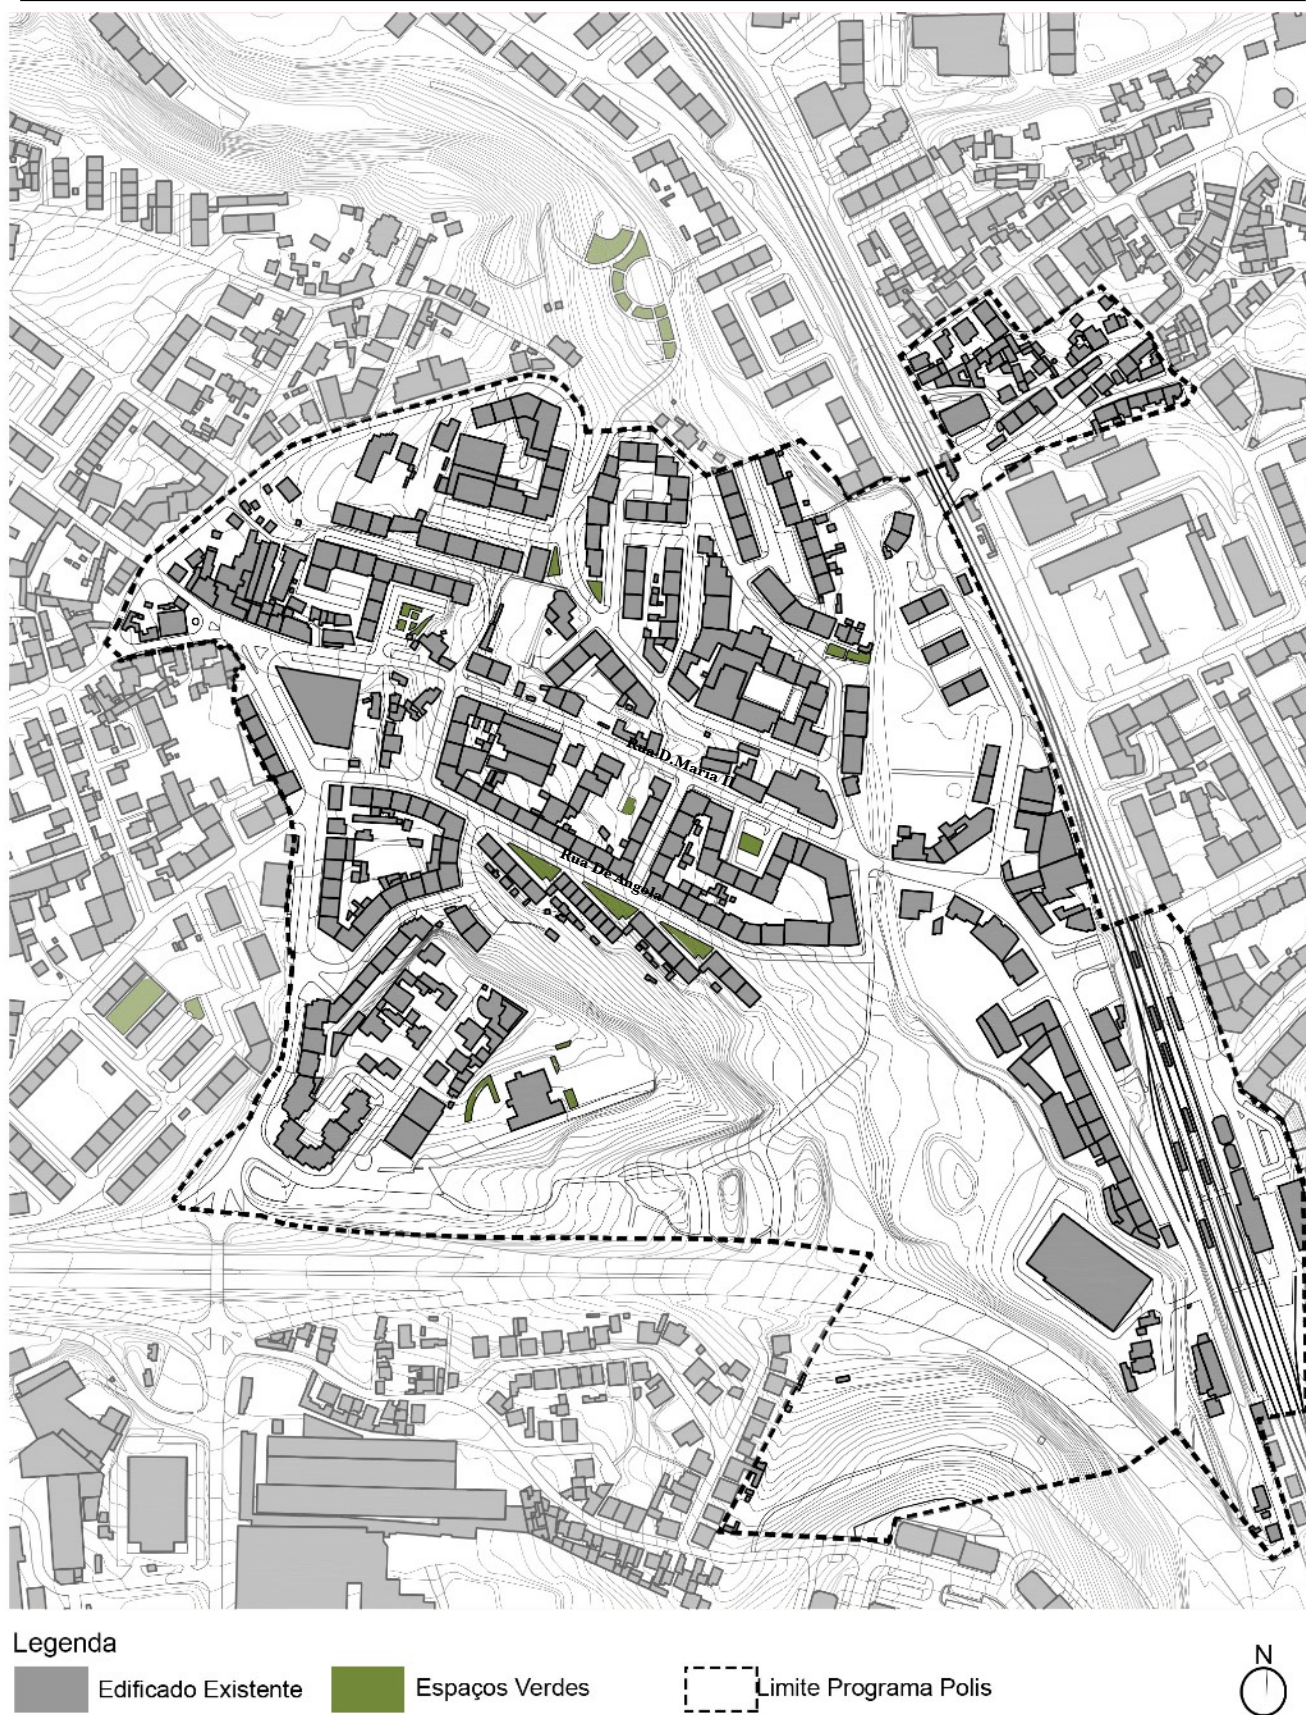 Rua D.Maria II
Rua De Angola
Legenda
Edificado Existente
Espaços Verdes
Limite Programa Polis
N